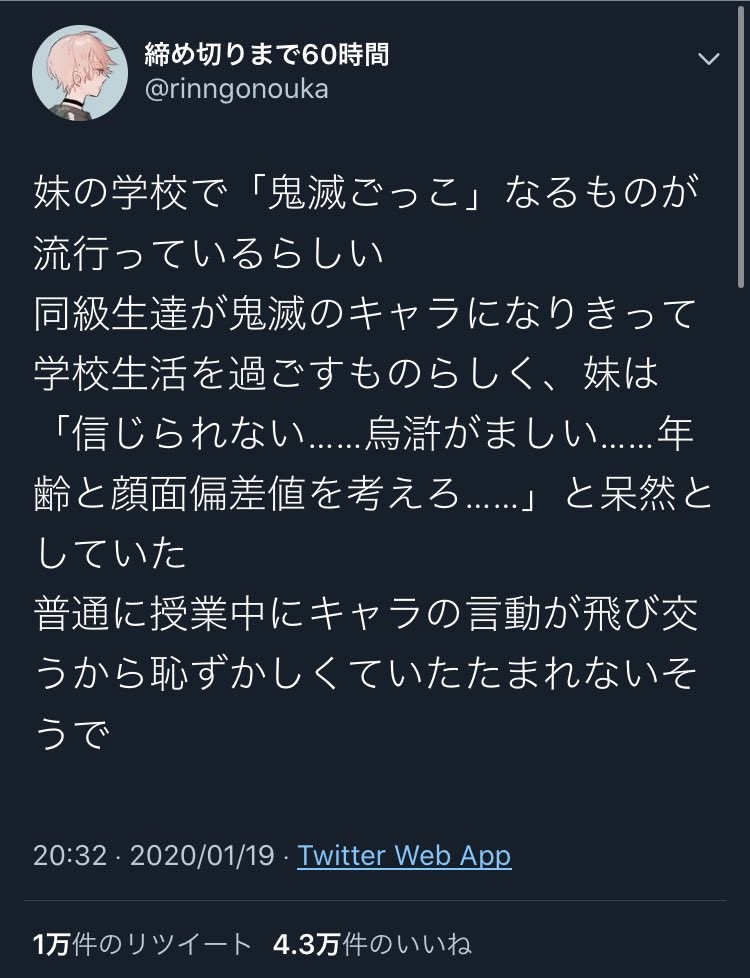 締め切りまで60時間
@rinngonouka
妹の学校で「鬼滅ごっこ」なるものが
流行っているらしい
同級生達が鬼滅のキャラになりきって
学校生活を過ごすものらしく、妹は
「信じられない……烏滸がましい……年
齢と顔面偏差値を考えろ……」と呆然と
していた
普通に授業中にキャラの言動が飛び交
うから恥ずかしくていたたまれないそ
うで
20:32 · 2020/01/19 · Twitter Web App
1万件のリツイート 4.3万件のいいね